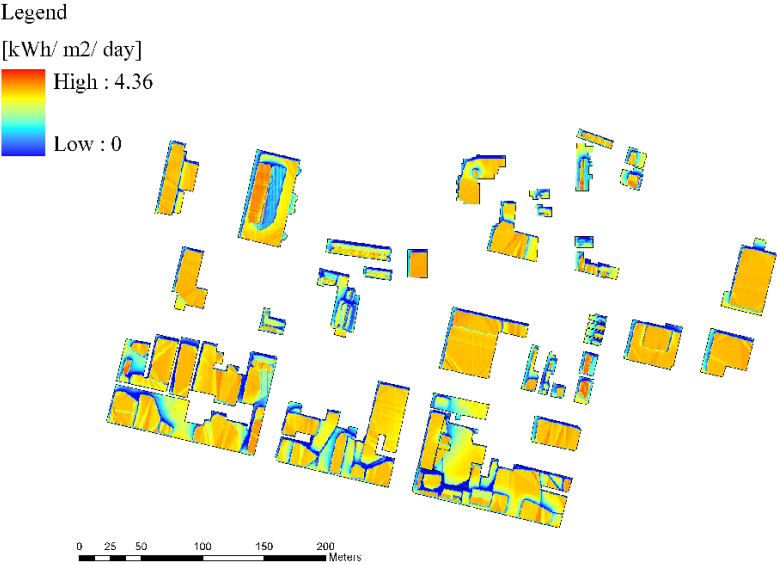 Legend
[kWh/ m2/ day]
High : 4.36
Low : 0
0 25 50 100 150 200
Meters